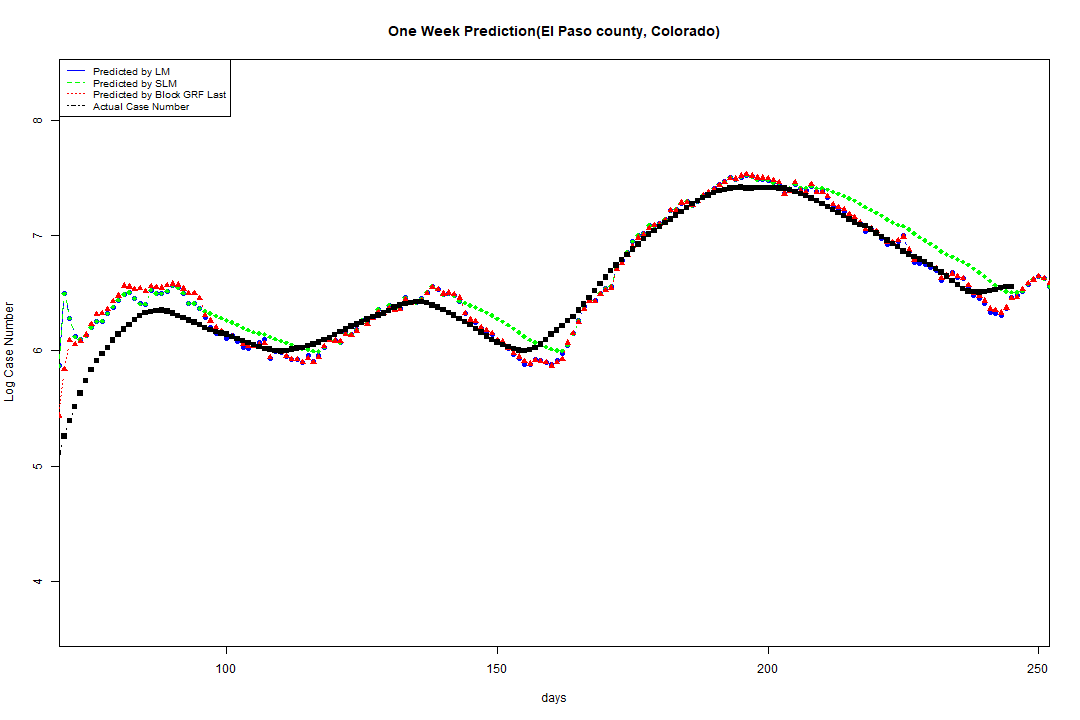 One Week Prediction(El Paso county, Colorado)
Predicted by LM
Predicted by SLM
Predicted by Block GRF Last
Actual Case Number
8
7
6
5
4
Log Case Number
100 150 200 250
days